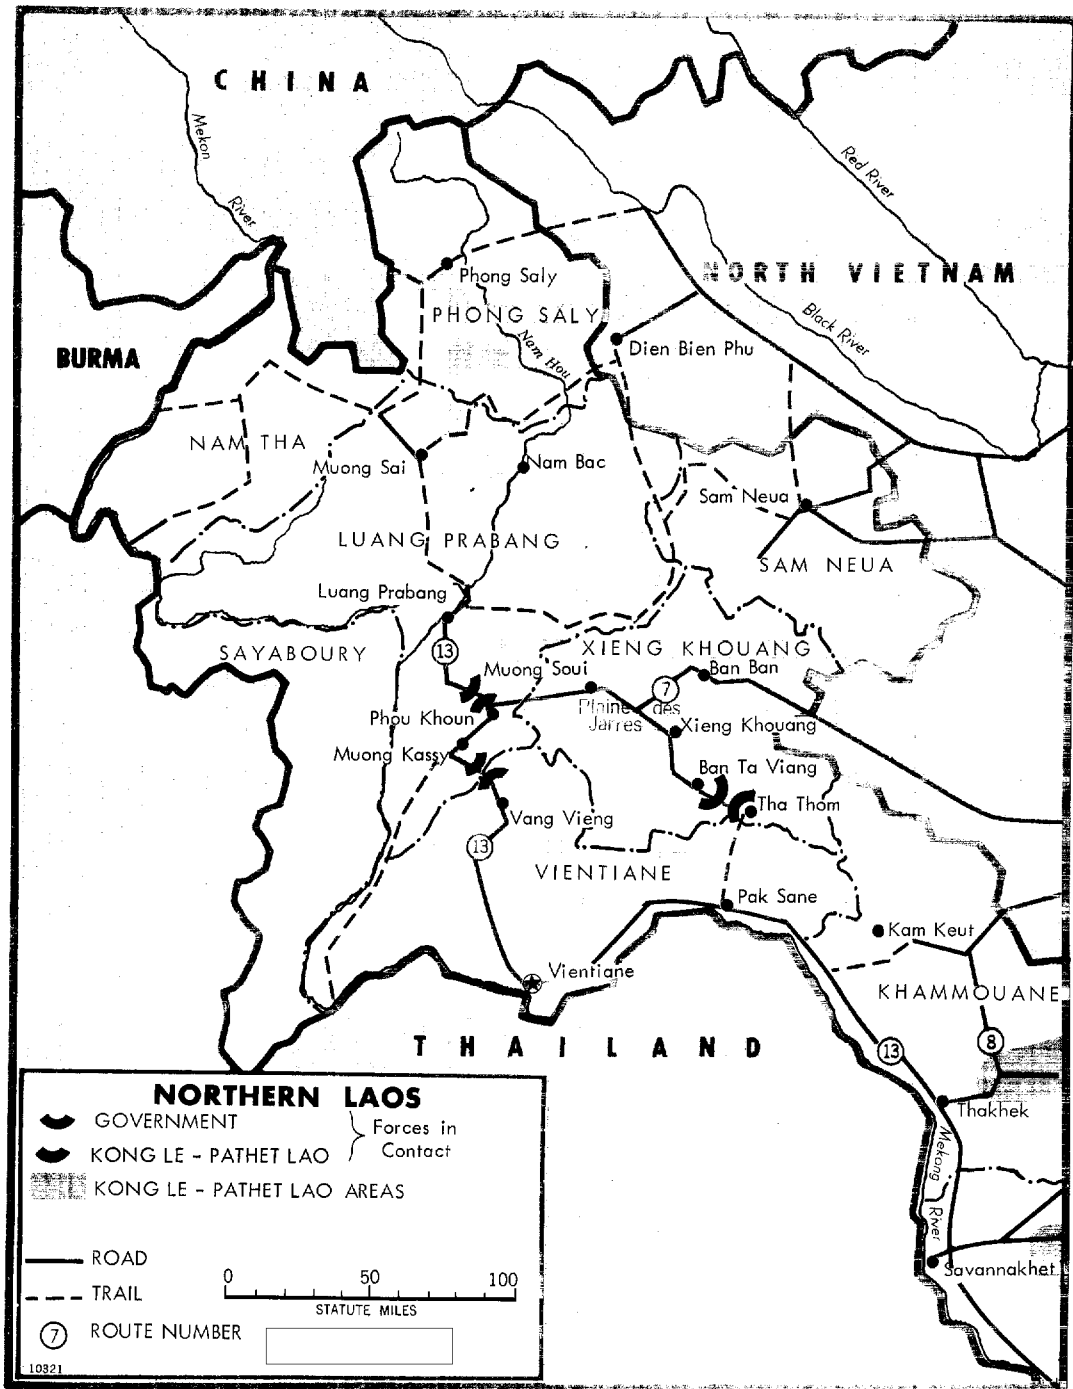 CHINA
Mekon
River
Red River
Phong Saly
NORTH VIETNAM
PHONG SALY
Black River
Nam Hou
BURMA
Dien Bien Phu
NAM THA
Muong Sai
Nam Bac
Sam Neua
LUANG PRABANG
SAM NEUA
Luang Prabang
SAYABOURY
13
XIENG KHOUANG
Muong Soui
Ban Ban
7
Plaine des
Jarres
Phou Khoun
Xieng Khouang
Muong Kassy
Ban Ta Viang
Tha Thom
Vang Vieng
13
VIENTIANE
Pak Sane
Kam Keut
Vientiane
KHAMMOUANE
THAILAND
13
8
Thakhek
Mekong
River
Savannakhet
NORTHERN LAOS
GOVERNMENT
KONG LE - PATHET LAO
Forces in
Contact
KONG LE - PATHET LAO AREAS
ROAD
TRAIL
0 50 100
STATUTE MILES
7 ROUTE NUMBER
10321